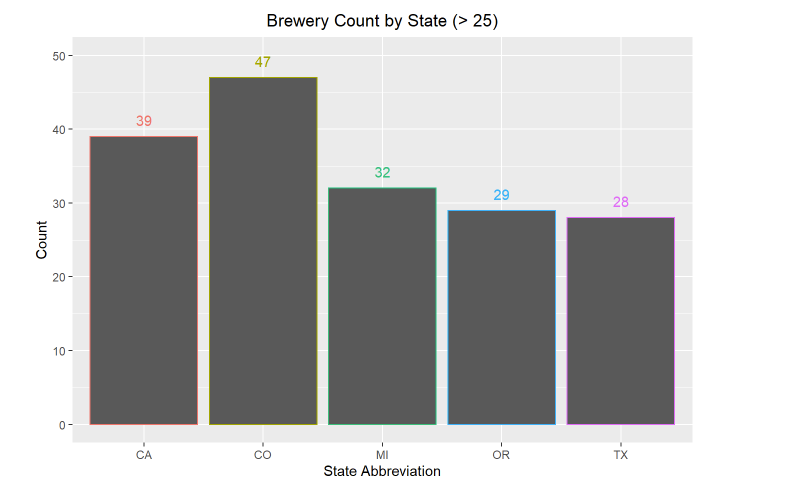 Brewery Count by State (> 25)
50
40
30
20
10
0
Count
39
47
32
29
28
CA
CO
MI
OR
TX
State Abbreviation